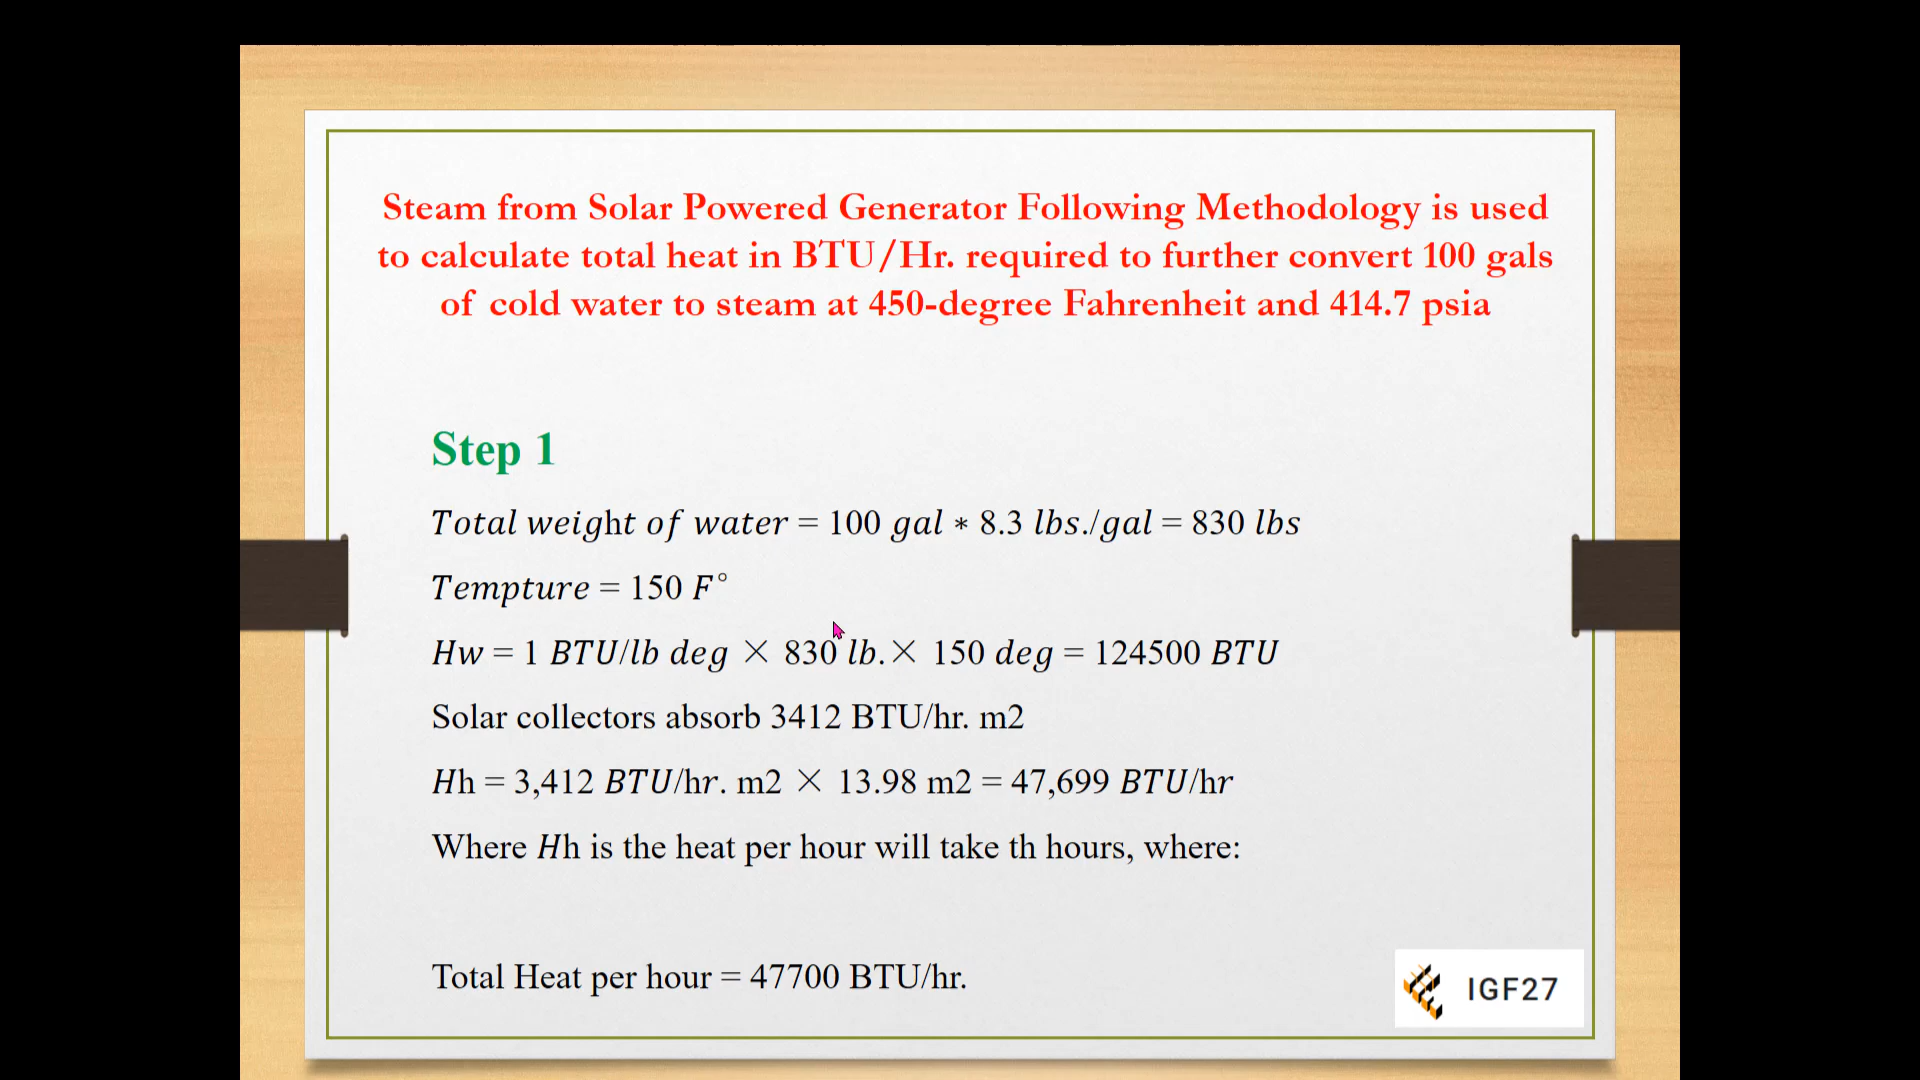 Steam from Solar Powered Generator Following Methodology is used
to calculate total heat in BTU/Hr. required to further convert 100 gals
of cold water to steam at 450-degree Fahrenheit and 414.7 psia
Step 1
Total weight of water = 100 gal * 8.3 lbs./gal = 830 lbs
Tempture = 150 F°
Hw = 1 BTU/lb deg × 830 lb.× 150 deg = 124500 BTU
Solar collectors absorb 3412 BTU/hr. m2
Hh = 3,412 BTU/hr. m2 × 13.98 m2 = 47,699 BTU/hr
Where Hh is the heat per hour will take th hours, where:
Total Heat per hour = 47700 BTU/hr.
IGF27